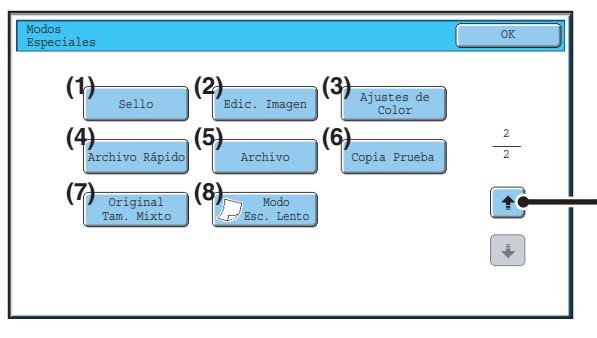 Modos
Especiales
OK
(1) Sello
(2) Edic. Imagen
(3) Ajustes de
Color
(4) Archivo Rápido
(5) Archivo
(6) Copia Prueba
2
2
(7) Original
Tam. Mixto
(8) Modo
Esc. Lento